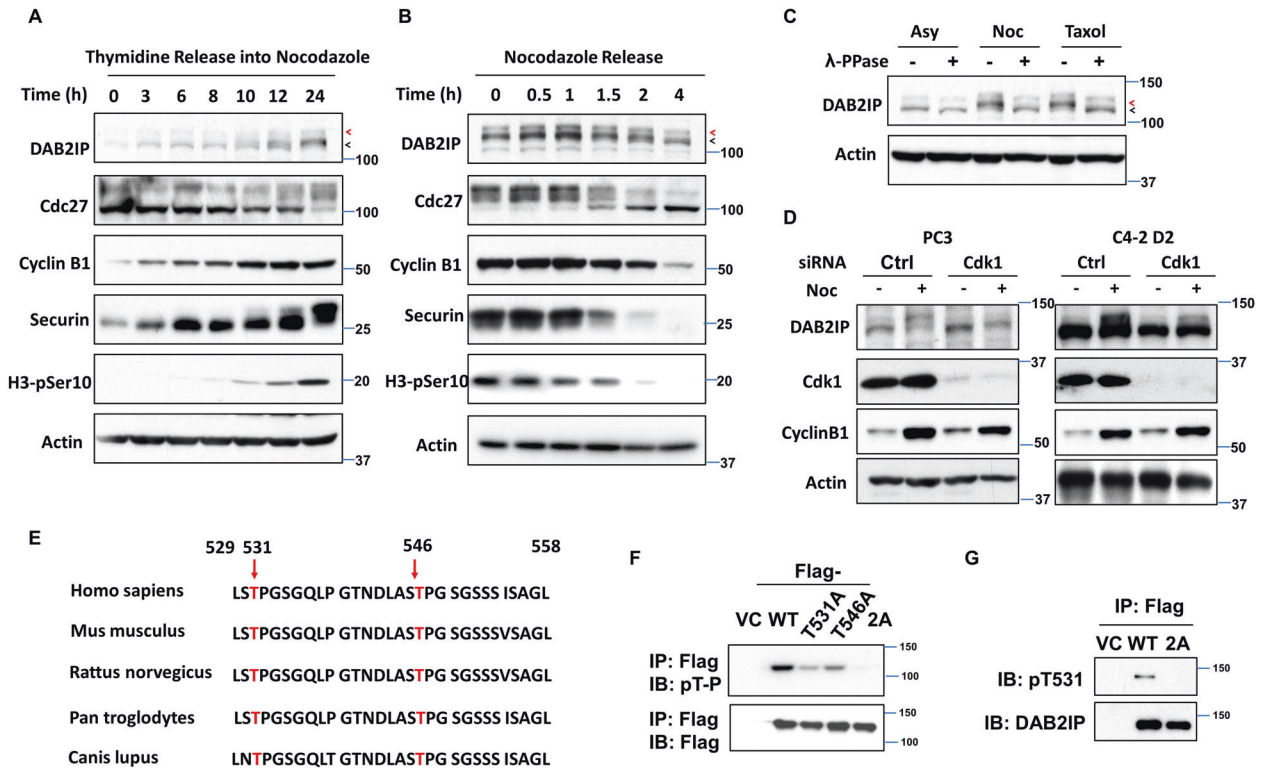 A
Thymidine Release into Nocodazole
Time (h) 0 3 6 8 10 12 24
DAB2IP
100
Cdc27
100
Cyclin B1
50
Securin
25
H3-pSer10
20
Actin
37
B
Nocodazole Release
Time (h) 0 0.5 1 1.5 2 4
DAB2IP
100
Cdc27
100
Cyclin B1
50
Securin
25
H3-pSer10
20
Actin
37
C
Asy Noc Taxol
λ-PPase - + - + - +
150
DAB2IP
100
Actin
37
D
PC3 C4-2 D2
siRNA Ctrl Cdk1 Ctrl Cdk1
Noc - + - + - + - +
150 150
DAB2IP
37 37
Cdk1
CyclinB1
50 50
Actin
37 37
E
529 531 546 558
Homo sapiens LSTPGSGQLP GTNDLASTPG SGSSS ISAGL
Mus musculus LSTPGSGQLP GTNDLASTPG SGSSSVSAGL
Rattus norvegicus LSTPGSGQLP GTNDLASTPG SGSSSVSAGL
Pan troglodytes LSTPGSGQLP GTNDLASTPG SGSSS ISAGL
Canis lupus LNTPGSGQLT GTNDLASTPG SGSSS ISAGL
F
Flag-
VC WT T531A T546A 2A
150
IP: Flag
IB: pT-P
100
150
IP: Flag
IB: Flag
100
G
IP: Flag
VC WT 2A
150
IB: pT531
150
IB: DAB2IP